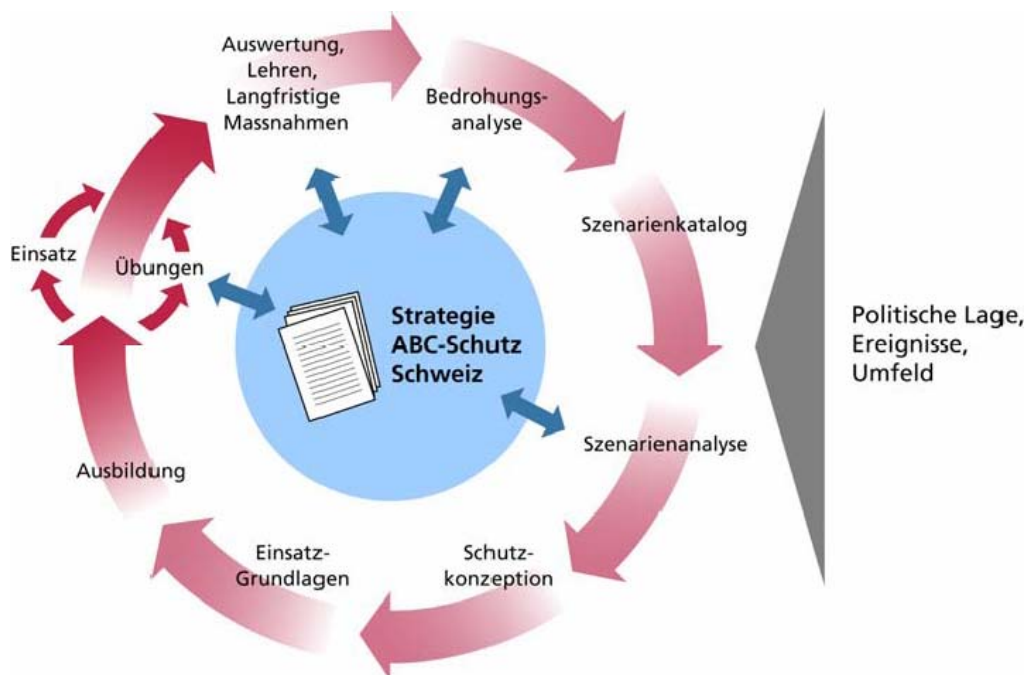 Auswertung,
Lehren,
Langfristige
Massnahmen
Bedrohungs-
analyse
Szenarienkatalog
Einsatz
Übungen
Strategie
ABC-Schutz
Schweiz
Politische Lage,
Ereignisse,
Umfeld
Szenarienanalyse
Ausbildung
Einsatz-
Grundlagen
Schutz-
konzeption